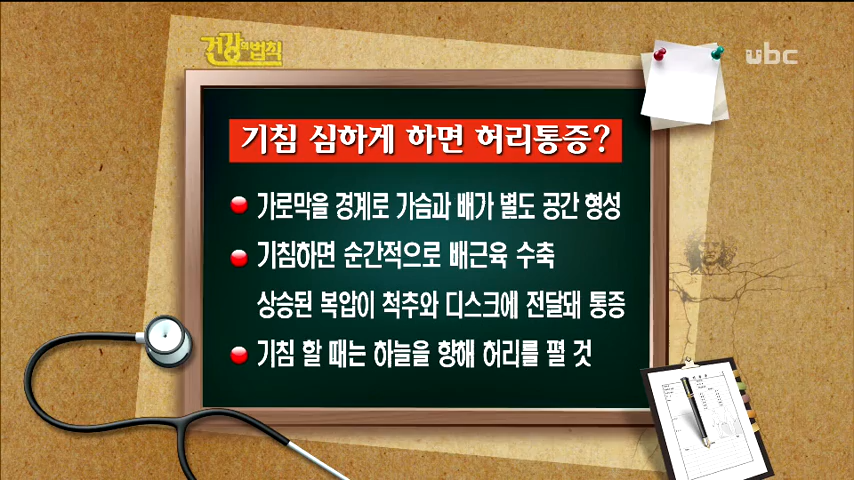 건강의 법칙
ubc
기침 심하게 하면 허리통증?
가로막을 경계로 가슴과 배가 별도 공간 형성
기침하면 순간적으로 배근육 수축
상승된 복압이 척추와 디스크에 전달돼 통증
기침 할 때는 하늘을 향해 허리를 펼 것